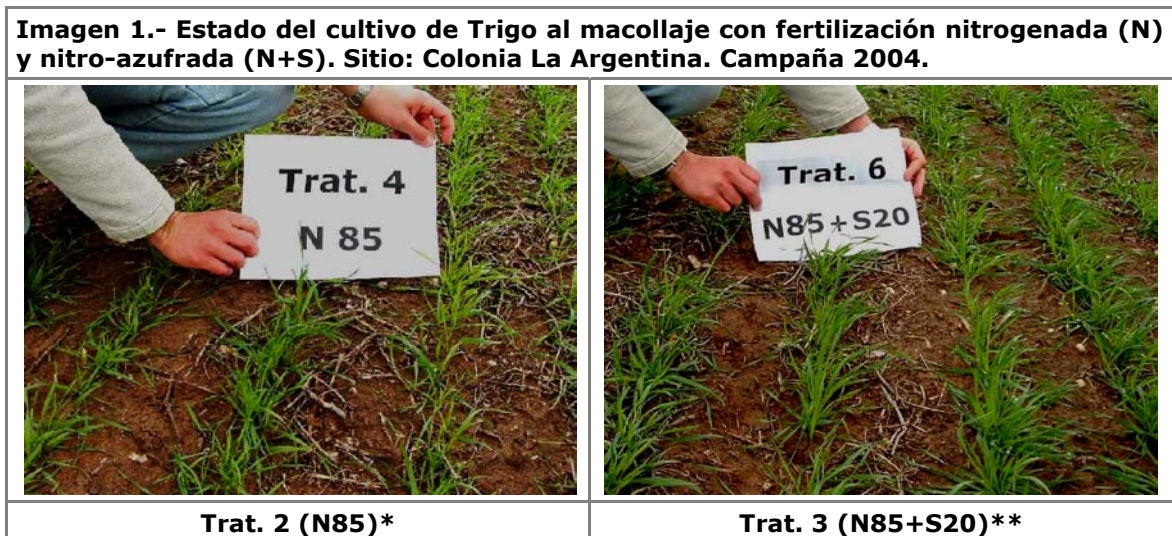 Imagen 1.- Estado del cultivo de Trigo al macollaje con fertilización nitrogenada (N)
y nitro-azufrada (N+S). Sitio: Colonia La Argentina. Campaña 2004.
Trat. 4
N 85
Trat. 6
N85+S20
Trat. 2 (N85)*
Trat. 3 (N85+S20)**